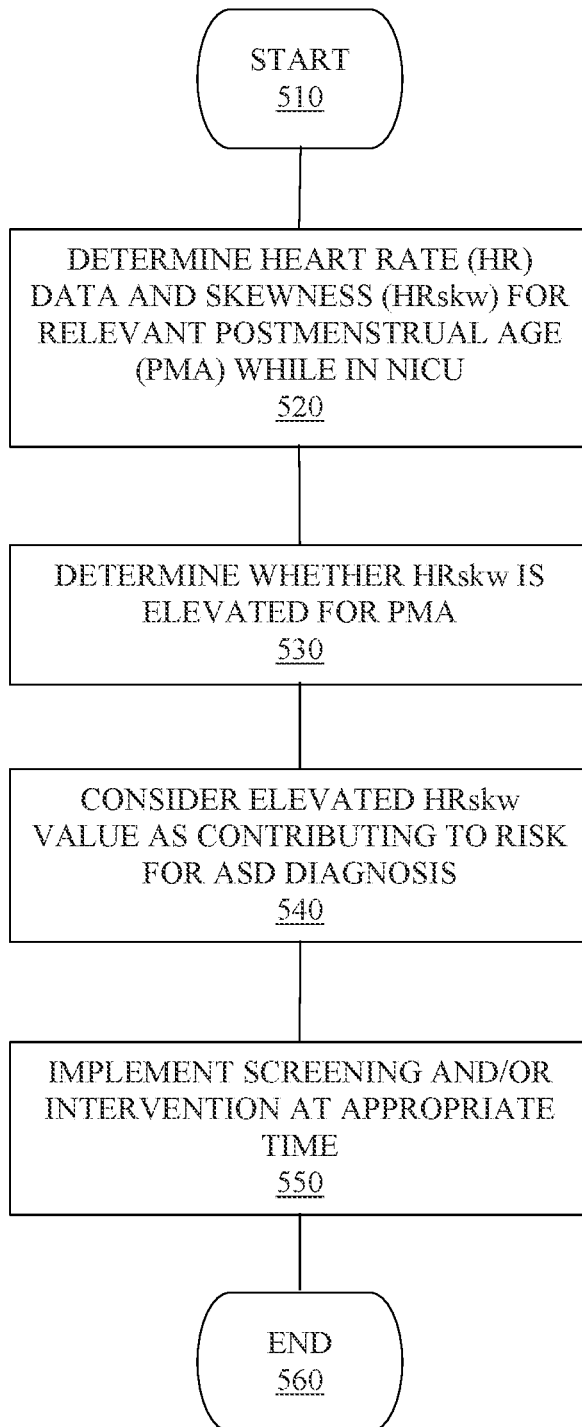 START
510
DETERMINE HEART RATE (HR)
DATA AND SKEWNESS (HRskw) FOR
RELEVANT POSTMENSTRUAL AGE
(PMA) WHILE IN NICU
520
DETERMINE WHETHER HRskw IS
ELEVATED FOR PMA
530
CONSIDER ELEVATED HRskw
VALUE AS CONTRIBUTING TO RISK
FOR ASD DIAGNOSIS
540
IMPLEMENT SCREENING AND/OR
INTERVENTION AT APPROPRIATE
TIME
550
END
560